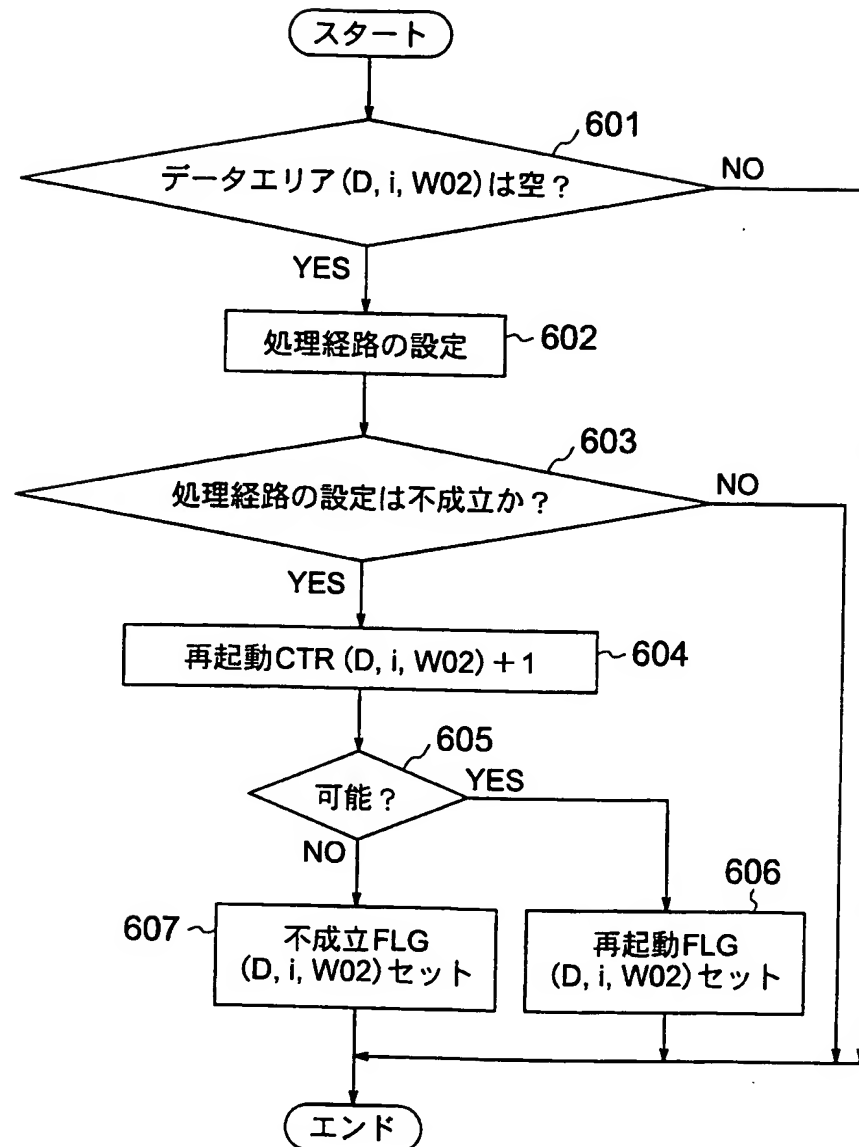 スタート
601
データエリア(D, i, W02)は空?
NO
YES
処理経路の設定
602
603
処理経路の設定は不成立か?
NO
YES
再起動CTR (D, i, W02)+1
604
605
可能?
YES
NO
606
607
不成立FLG
(D, i, W02)セット
再起動FLG
(D, i, W02)セット
エンド